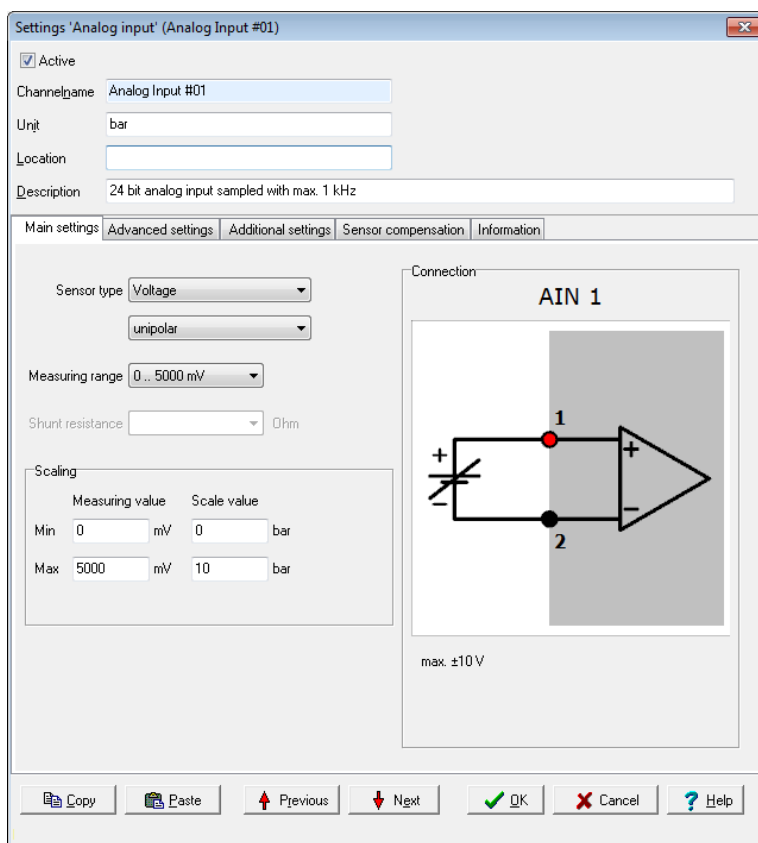 Settings 'Analog input' (Analog Input #01)
Active
Channelname Analog Input #01
Unit bar
Location
Description 24 bit analog input sampled with max. 1 kHz
Main settings Advanced settings Additional settings Sensor compensation Information
Sensor type Voltage
unipolar
Measuring range 0 .. 5000 mV
Shunt resistance Ohm
Scaling
Measuring value Scale value
Min 0 mV 0 bar
Max 5000 mV 10 bar
Connection
AIN 1
1
+
+
−
−
2
max. ±10 V
Copy Paste Previous Next OK Cancel Help